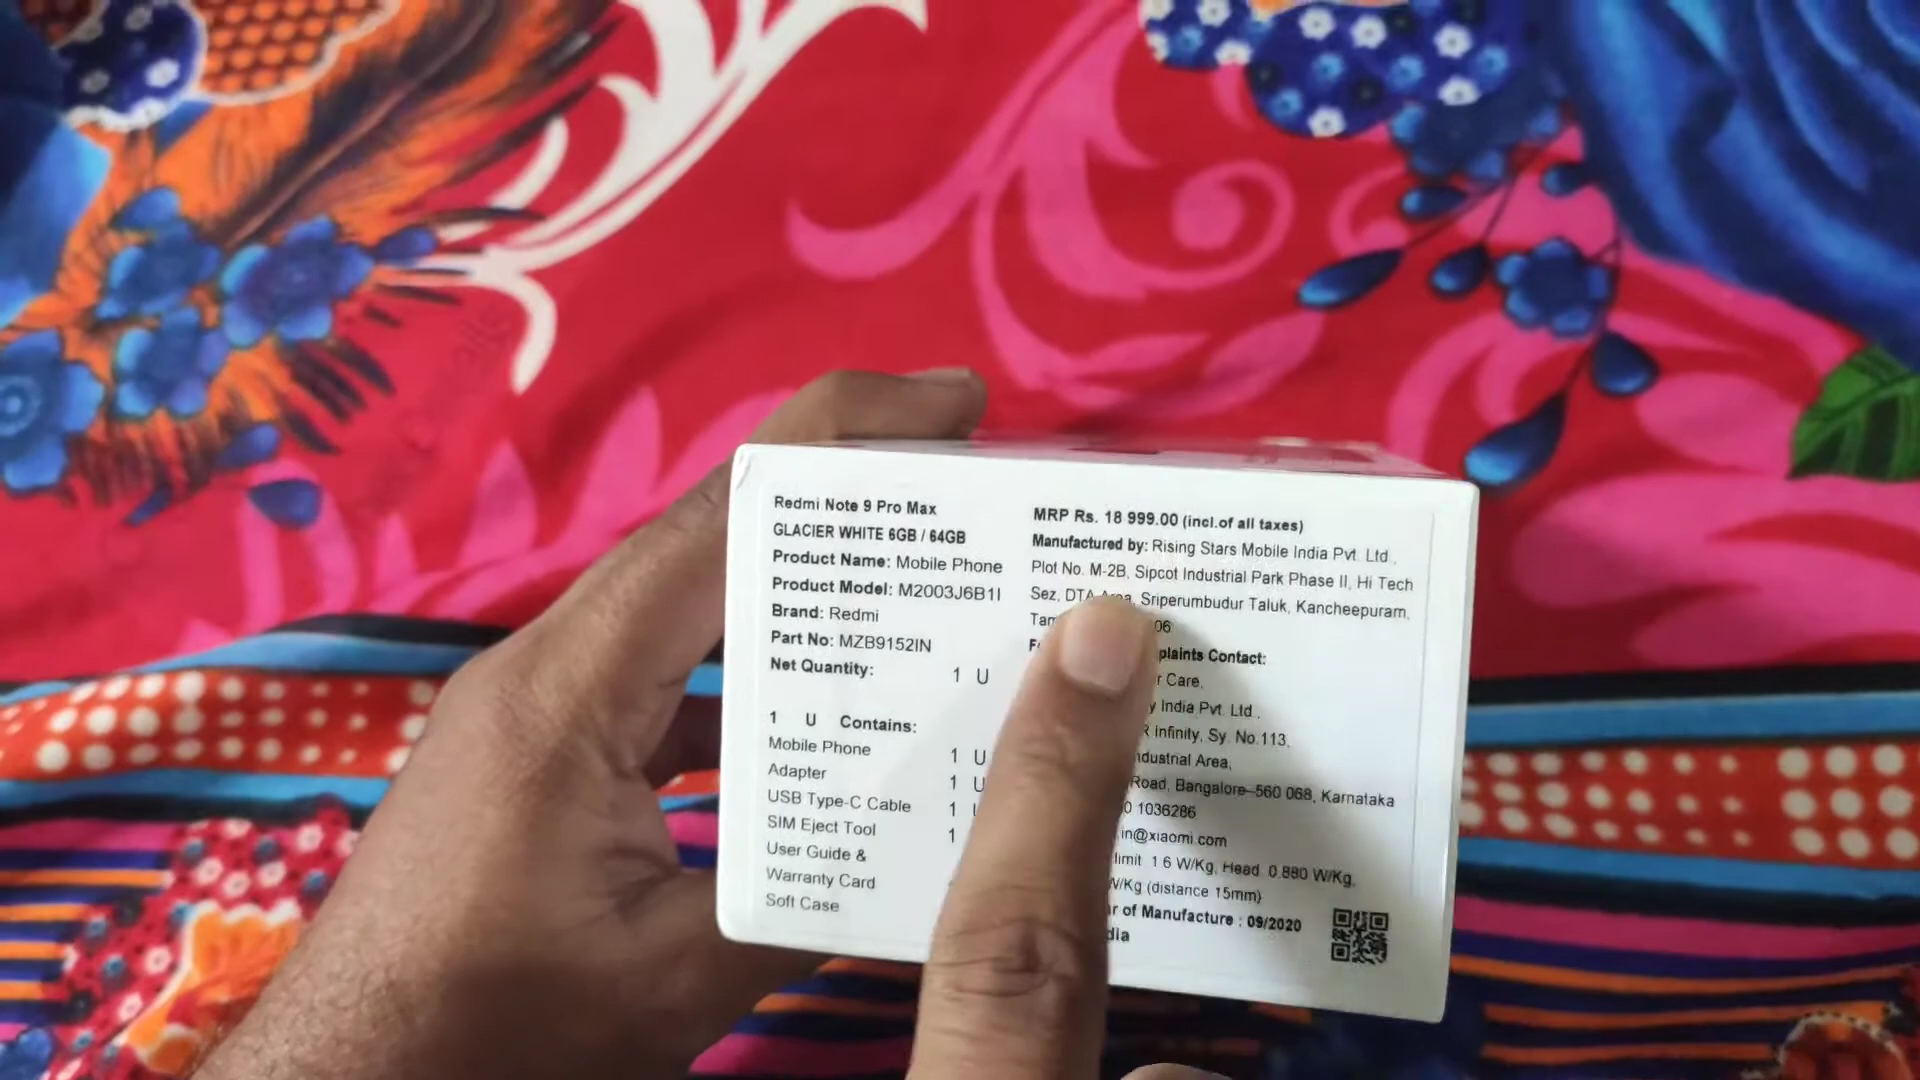 Redmi Note 9 Pro Max
GLACIER WHITE 6GB / 64GB
Product Name: Mobile Phone
Product Model: M2003J6B1I
Brand: Redmi
Part No: MZB9152IN
Net Quantity: 1 U
1 U Contains:
Mobile Phone 1 U
Adapter 1 U
USB Type-C Cable 1
SIM Eject Tool 1
User Guide &
Warranty Card
Soft Case
MRP Rs. 18 999.00 (incl.of all taxes)
Manufactured by: Rising Stars Mobile India Pvt. Ltd.,
Plot No. M-2B, Sipcot Industrial Park Phase II, Hi Tech
Sez, DTA Area, Sriperumbudur Taluk, Kancheepuram,
06
Contact:
Care,
India Pvt. Ltd.,
Infinity, Sy. No.113,
Area,
Road, Bangalore–560 068, Karnataka
1036286
in@xiaomi.com
limit 1.6 W/Kg, Head 0.880 W/Kg,
W/Kg (distance 15mm)
of Manufacture : 09/2020